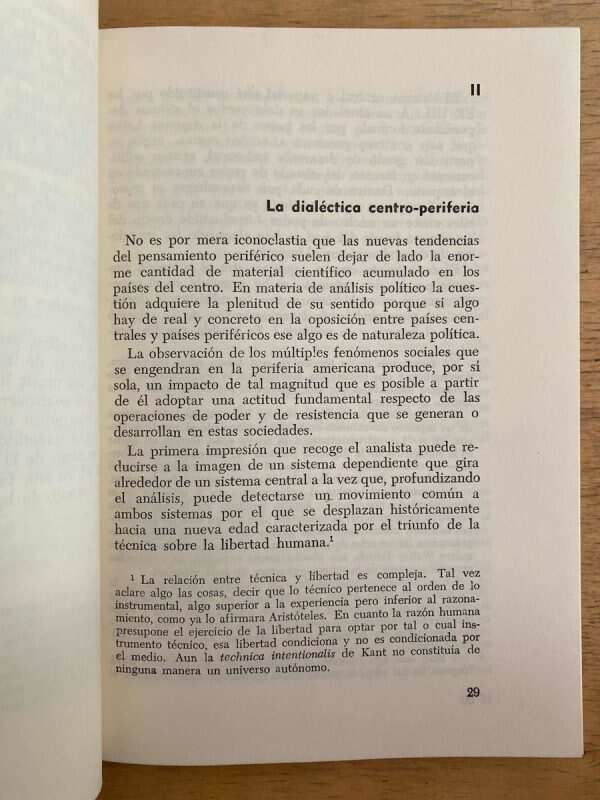 II
La dialéctica centro-periferia
No es por mera iconoclastia que las nuevas tendencias
del pensamiento periférico suelen dejar de lado la enor-
me cantidad de material científico acumulado en los
países del centro. En materia de análisis político la cues-
tión adquiere la plenitud de su sentido porque si algo
hay de real y concreto en la oposición entre países cen-
trales y países periféricos ese algo es de naturaleza política.
La observación de los múltiples fenómenos sociales que
se engendran en la periferia americana produce, por sí
sola, un impacto de tal magnitud que es posible a partir
de él adoptar una actitud fundamental respecto de las
operaciones de poder y de resistencia que se generan o
desarrollan en estas sociedades.
La primera impresión que recoge el analista puede re-
ducirse a la imagen de un sistema dependiente que gira
alrededor de un sistema central a la vez que, profundizando
el análisis, puede detectarse un movimiento común a
ambos sistemas por el que se desplazan históricamente
hacia una nueva edad caracterizada por el triunfo de la
técnica sobre la libertad humana.¹
¹ La relación entre técnica y libertad es compleja. Tal vez
aclare algo las cosas, decir que lo técnico pertenece al orden de lo
instrumental, algo superior a la experiencia pero inferior al razona-
miento, como ya lo afirmara Aristóteles. En cuanto la razón humana
presupone el ejercicio de la libertad para optar por tal o cual ins-
trumento técnico, esa libertad condiciona y no es condicionada por
el medio. Aun la technica intentionalis de Kant no constituía de
ninguna manera un universo autónomo.
29